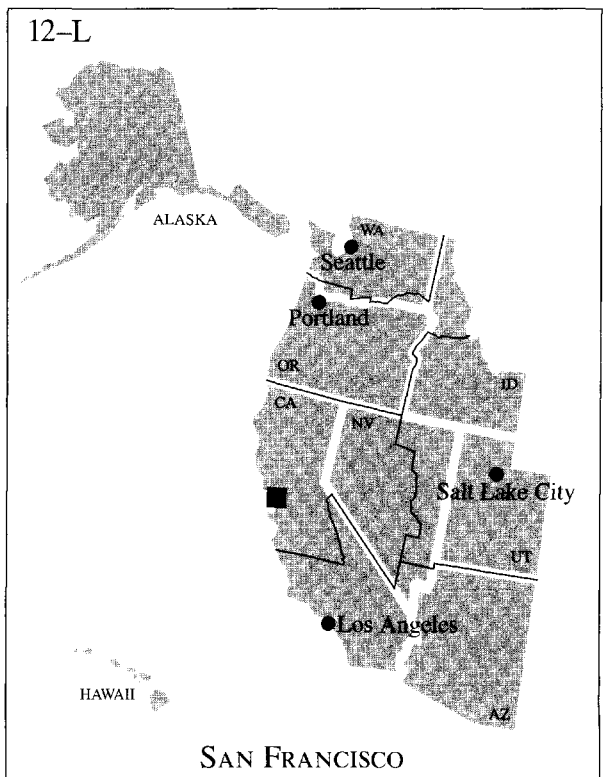 12–L
ALASKA
WA
Seattle
Portland
OR
ID
CA
NV
Salt Lake City
UT
Los Angeles
HAWAII
AZ
SAN FRANCISCO